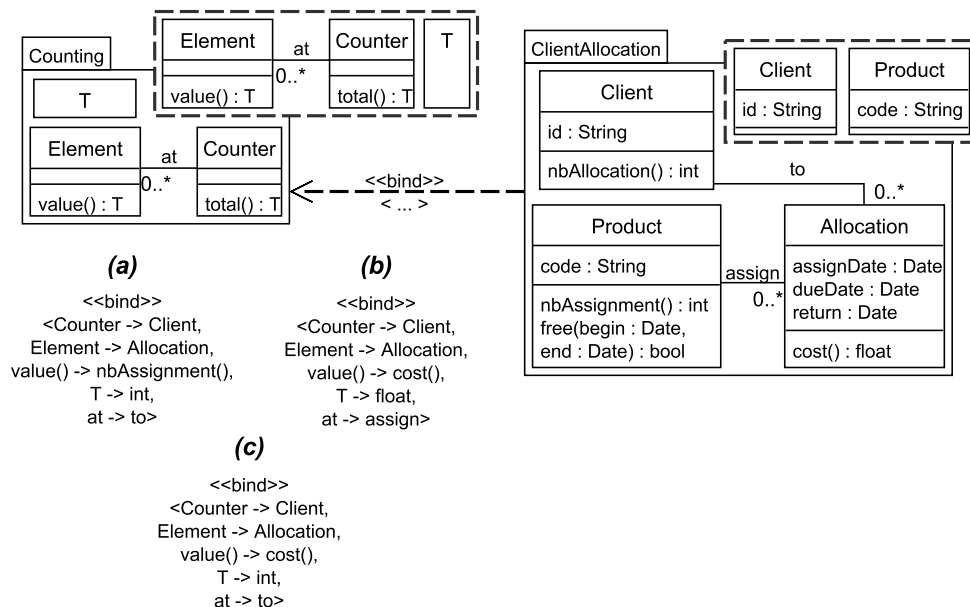 Counting
T
Element
value() : T
at
0..*
Counter
total() : T
T
Element
value() : T
at
0..*
Counter
total() : T
<<bind>>
< ... >
ClientAllocation
Client
id : String
nbAllocation() : int
Client
id : String
Product
code : String
to
0..*
Product
code : String
nbAssignment() : int
free(begin : Date,
end : Date) : bool
assign
0..*
Allocation
assignDate : Date
dueDate : Date
return : Date
cost() : float
(a)
<<bind>>
<Counter -> Client,
Element -> Allocation,
value() -> nbAssignment(),
T -> int,
at -> to>
(b)
<<bind>>
<Counter -> Client,
Element -> Allocation,
value() -> cost(),
T -> float,
at -> assign>
(c)
<<bind>>
<Counter -> Client,
Element -> Allocation,
value() -> cost(),
T -> int,
at -> to>